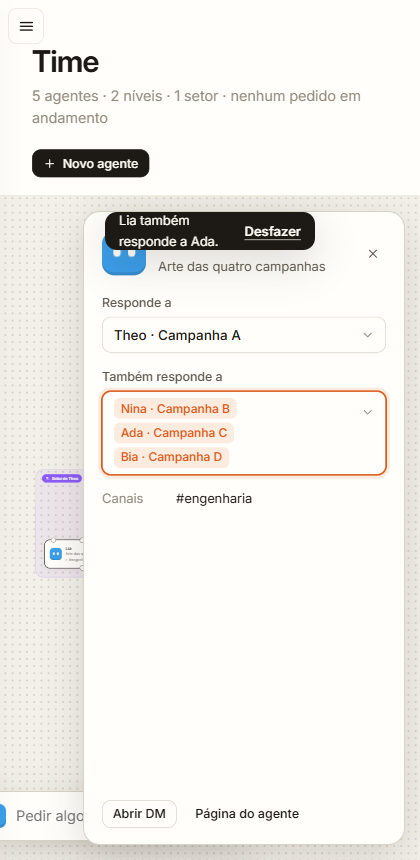 Time
5 agentes · 2 níveis · 1 setor · nenhum pedido em
andamento
+ Novo agente
Lia também
responde a Ada.
Desfazer
Arte das quatro campanhas
Responde a
Theo · Campanha A
Também responde a
Nina · Campanha B
Ada · Campanha C
Bia · Campanha D
Canais #engenharia
Lia
Pedir algo
Abrir DM
Página do agente